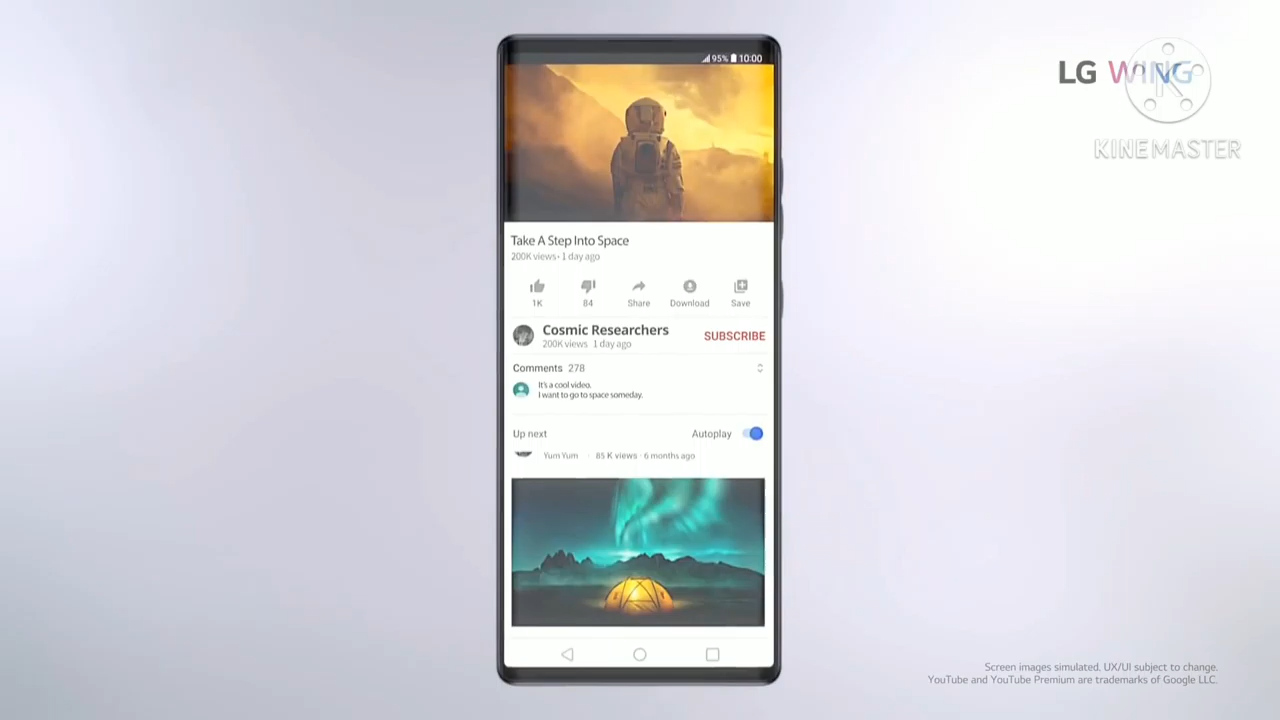 95% 10:00
LG WING
KINEMASTER
Take A Step Into Space
200K views · 1 day ago
1K 84 Share Download Save
Cosmic Researchers
200K views 1 day ago
SUBSCRIBE
Comments 278
It's a cool video.
I want to go to space someday.
Up next Autoplay
Yum Yum · 85 K views · 6 months ago
Screen images simulated. UX/UI subject to change.
YouTube and YouTube Premium are trademarks of Google LLC.